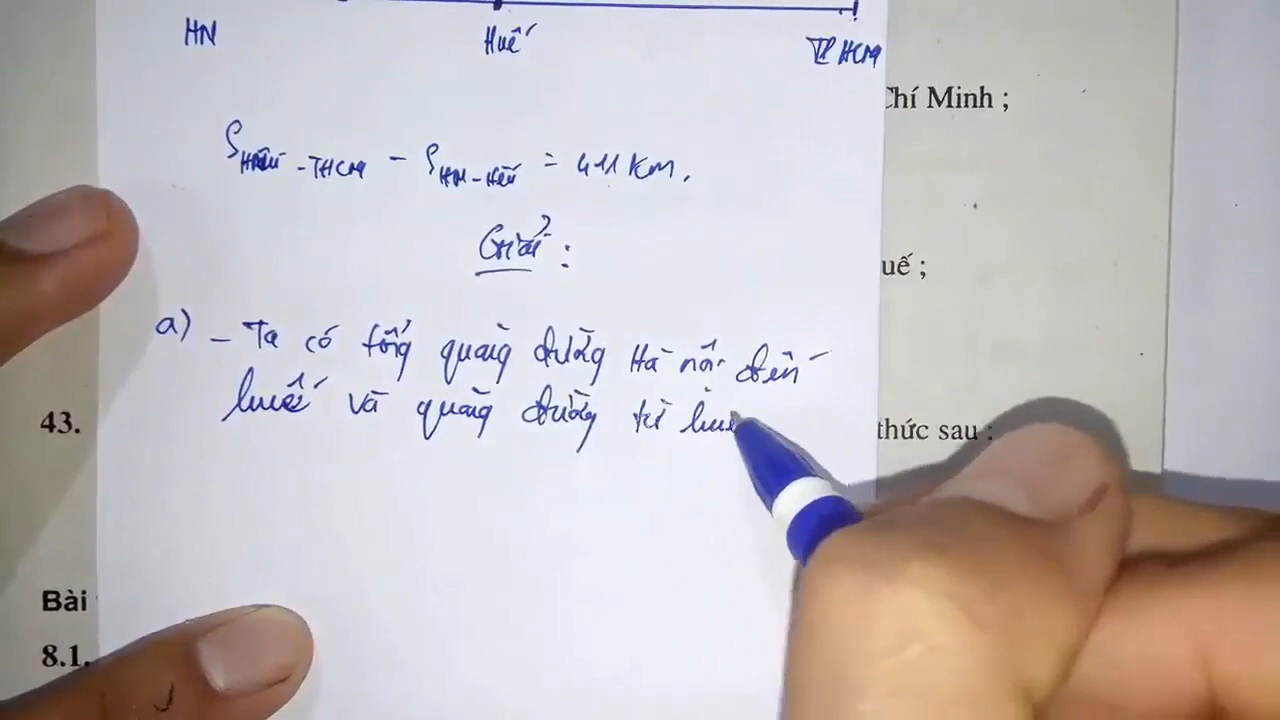 HN Huế TP HCM
Chí Minh ;
S Huế - TPHCM - S HN - Huế = 411 km.
Giải :
uế ;
a) - Ta có tổng quãng đường Hà nội đến
huế và quãng đường từ huế
43.
thức sau :
Bài
8.1.